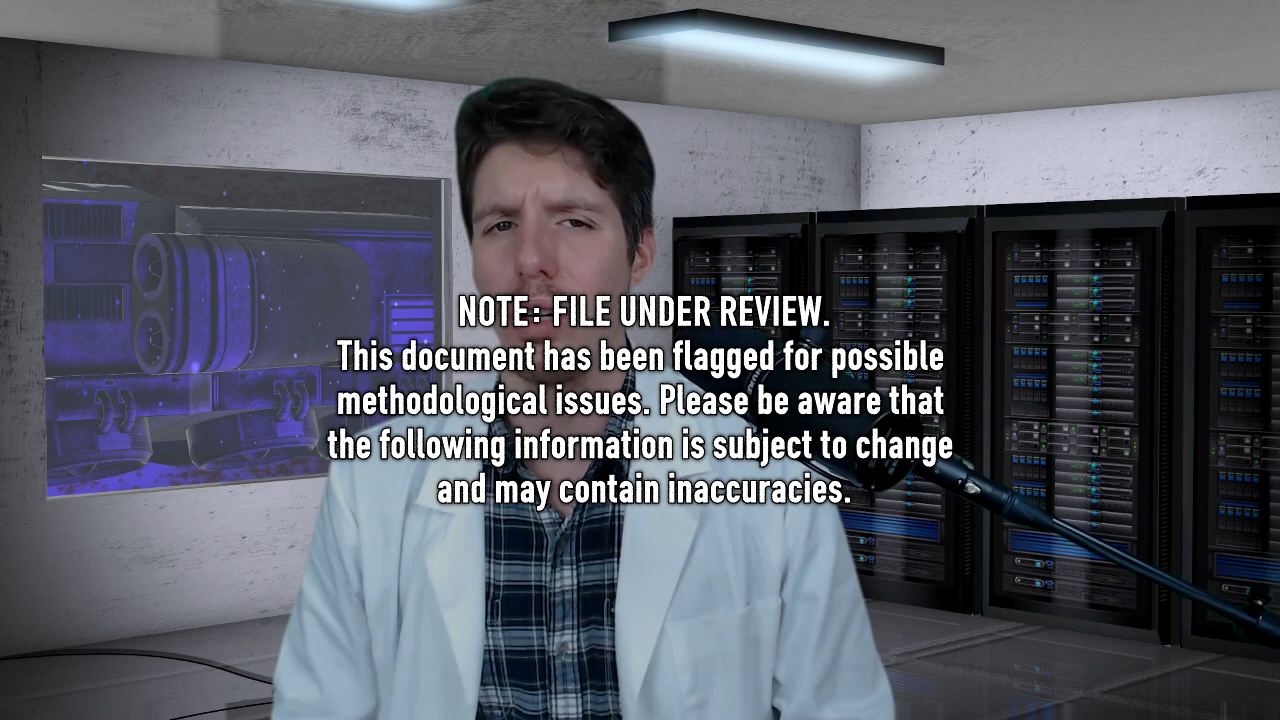 NOTE: FILE UNDER REVIEW.
This document has been flagged for possible
methodological issues. Please be aware that
the following information is subject to change
and may contain inaccuracies.